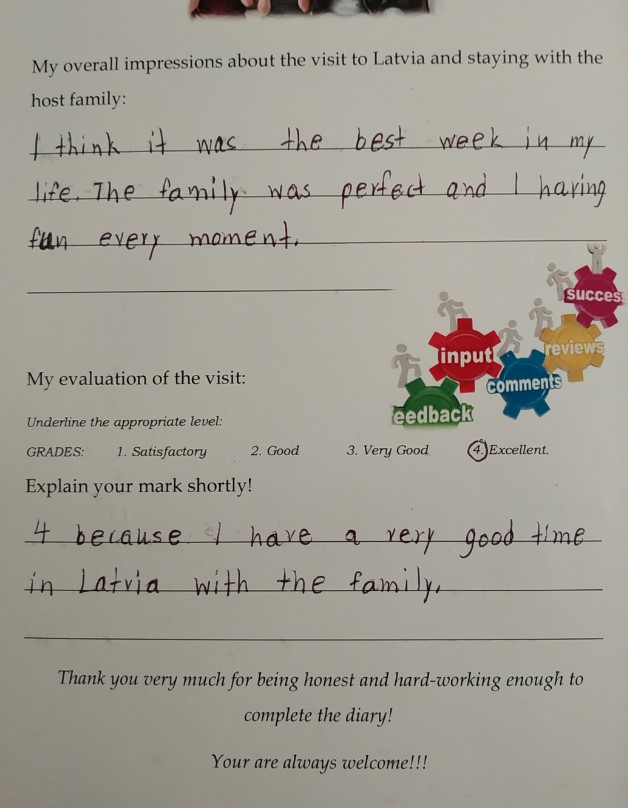 My overall impressions about the visit to Latvia and staying with the
host family:
I think it was the best week in my
life. The family was perfect and I having
fun every moment.
succes
reviews
input
comments
eedback
My evaluation of the visit:
Underline the appropriate level:
GRADES: 1. Satisfactory 2. Good 3. Very Good 4. Excellent.
Explain your mark shortly!
4 because I have a very good time
in Latvia with the family.
Thank you very much for being honest and hard-working enough to
complete the diary!
Your are always welcome!!!